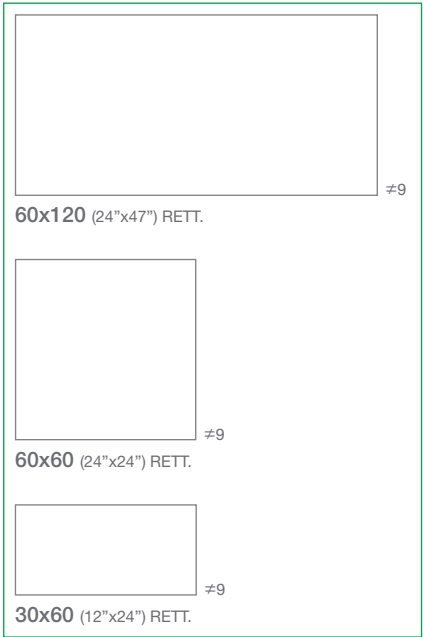 ≠9
60x120 (24”x47”) RETT.
≠9
60x60 (24”x24”) RETT.
≠9
30x60 (12”x24”) RETT.